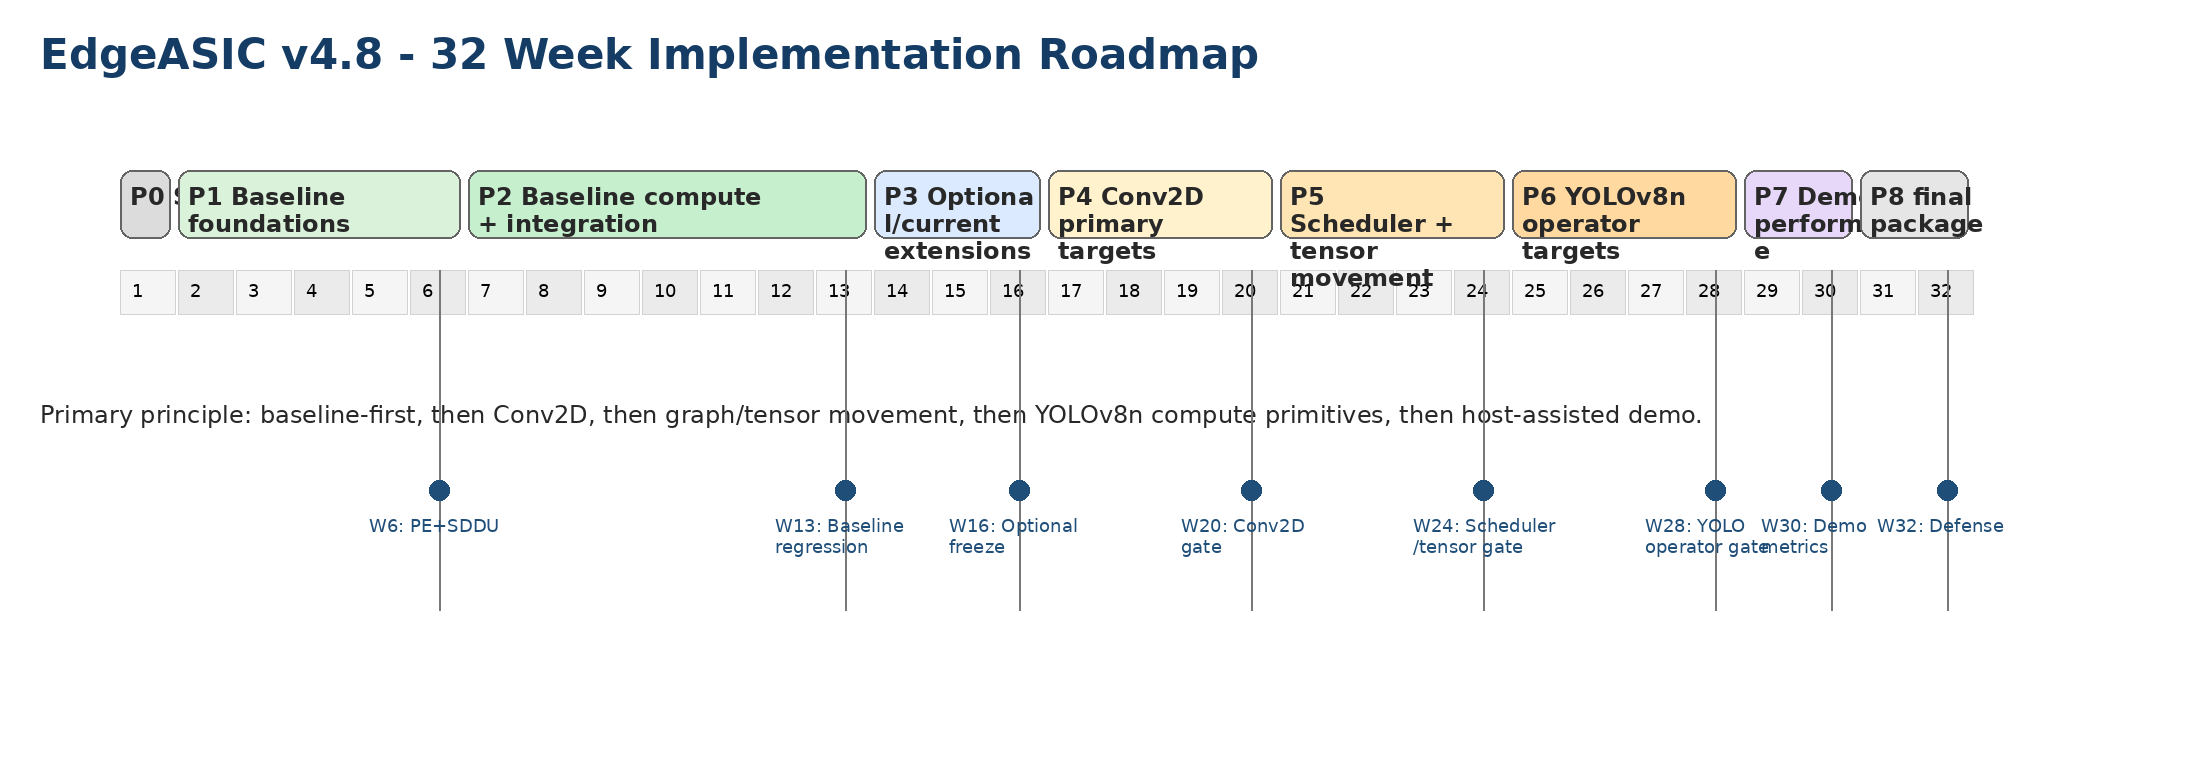 EdgeASIC v4.8 - 32 Week Implementation Roadmap
P0
P1 Baseline
foundations
P2 Baseline compute
+ integration
P3 Optiona
l/current
extensions
P4 Conv2D
primary
targets
P5
Scheduler +
tensor
movement
P6 YOLOv8n
operator
targets
P7 Demo
perform
e
P8 final
package
1 2 3 4 5 6 7 8 9 10 11 12 13 14 15 16 17 18 19 20 21 22 23 24 25 26 27 28 29 30 31 32
Primary principle: baseline-first, then Conv2D, then graph/tensor movement, then YOLOv8n compute primitives, then host-assisted demo.
W6: PE+SDDU
W13: Baseline
regression
W16: Optional
freeze
W20: Conv2D
gate
W24: Scheduler
/tensor gate
W28: YOLO
operator gate
W30: Demo
metrics
W32: Defense